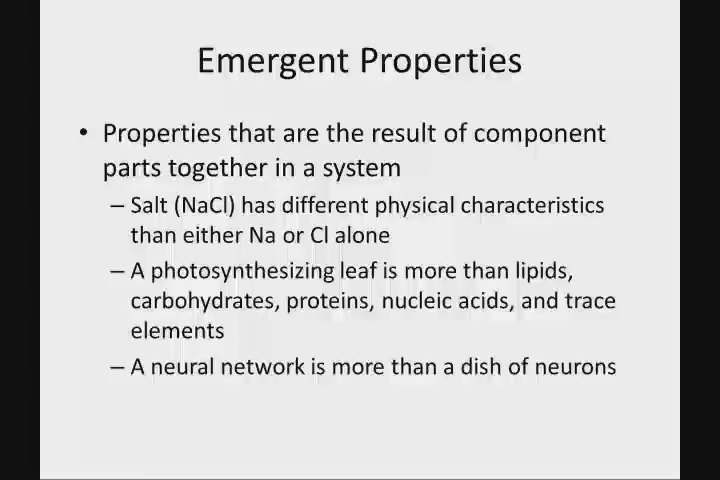 Emergent Properties
• Properties that are the result of component
parts together in a system
– Salt (NaCl) has different physical characteristics
than either Na or Cl alone
– A photosynthesizing leaf is more than lipids,
carbohydrates, proteins, nucleic acids, and trace
elements
– A neural network is more than a dish of neurons